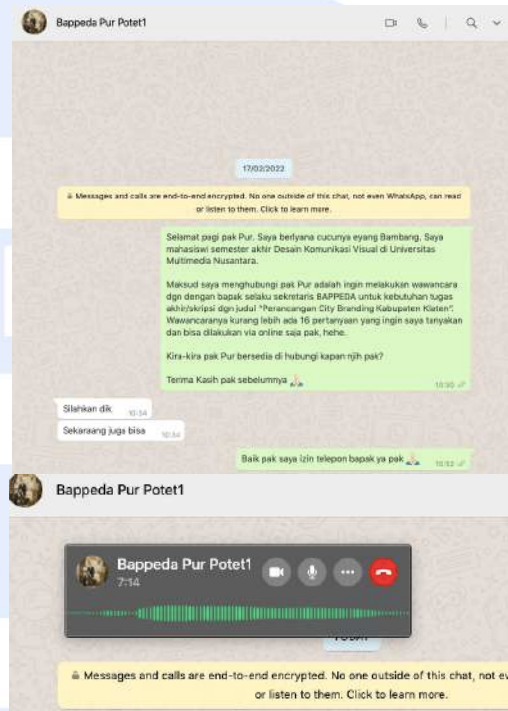 Bappeda Pur Potet1
17/02/2022
Messages and calls are end-to-end encrypted. No one outside of this chat, not even WhatsApp, can read
or listen to them. Click to learn more.
Selamat pagi pak Pur. Saya berlyana cucunya eyang Bambang, Saya
mahasiswi semester akhir Desain Komunikasi Visual di Universitas
Multimedia Nusantara.
Maksud saya menghubungi pak Pur adalah ingin melakukan wawancara
dgn dengan bapak selaku sekretaris BAPPEDA untuk kebutuhan tugas
akhir/skripsi dgn judul "Perancangan City Branding Kabupaten Klaten".
Wawancaranya kurang lebih ada 16 pertanyaan yang ingin saya tanyakan
dan bisa dilakukan via online saja pak, hehe.
Kira-kira pak Pur bersedia di hubungi kapan njih pak?
Terima Kasih pak sebelumnya 🙏🏻
10:30
Silahkan dik
10:34
Sekaraang juga bisa
10:34
Baik pak saya izin telepon bapak ya pak 🙏🏻
Bappeda Pur Potet1
Bappeda Pur Potet1
7:14
TODAY
Messages and calls are end-to-end encrypted. No one outside of this chat, not ev
or listen to them. Click to learn more.